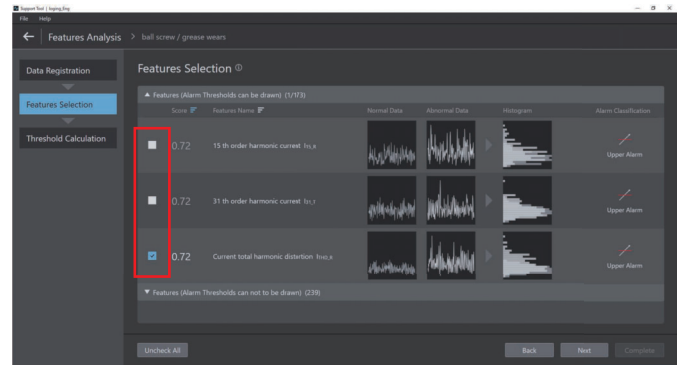 Support Tool | loging_Eng
File Help
← Features Analysis > ball screw / grease wears
Data Registration
Features Selection
Threshold Calculation
Features Selection
▲ Features (Alarm Thresholds can be drawn) (1/173)
Score Features Name Normal Data Abnormal Data Histogram Alarm Classification
0.72 15 th order harmonic current h15_R Upper Alarm
0.72 31 th order harmonic current h31_T Upper Alarm
0.72 Current total harmonic distortion hTHD_R Upper Alarm
▼ Features (Alarm Thresholds can not to be drawn) (239)
Uncheck All Back Next Complete